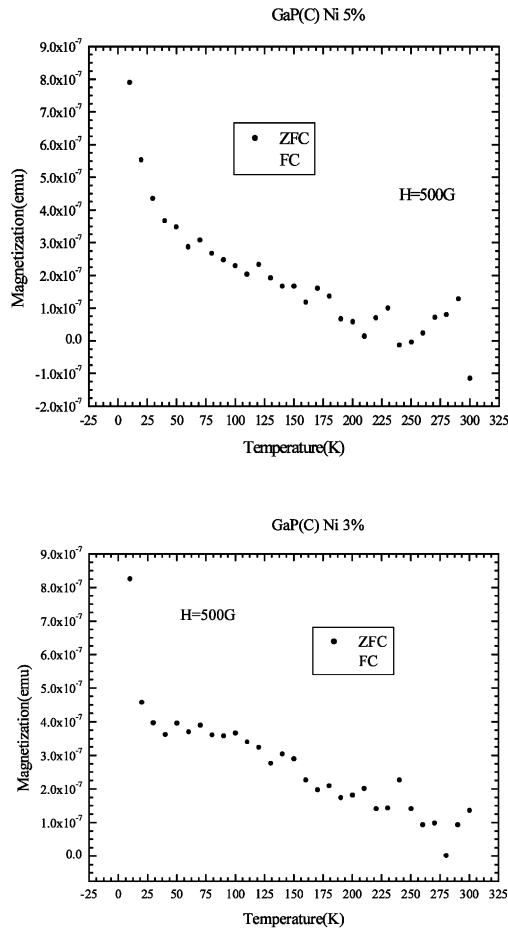 GaP(C) Ni 5%
9.0x10-7
8.0x10-7
7.0x10-7
6.0x10-7
5.0x10-7
4.0x10-7
3.0x10-7
2.0x10-7
1.0x10-7
0.0
-1.0x10-7
-2.0x10-7
Magnetization(emu)
ZFC
FC
H=500G
-25 0 25 50 75 100 125 150 175 200 225 250 275 300 325
Temperature(K)
GaP(C) Ni 3%
9.0x10-7
8.0x10-7
7.0x10-7
6.0x10-7
5.0x10-7
4.0x10-7
3.0x10-7
2.0x10-7
1.0x10-7
0.0
Magnetization(emu)
H=500G
ZFC
FC
-25 0 25 50 75 100 125 150 175 200 225 250 275 300 325
Temperature(K)